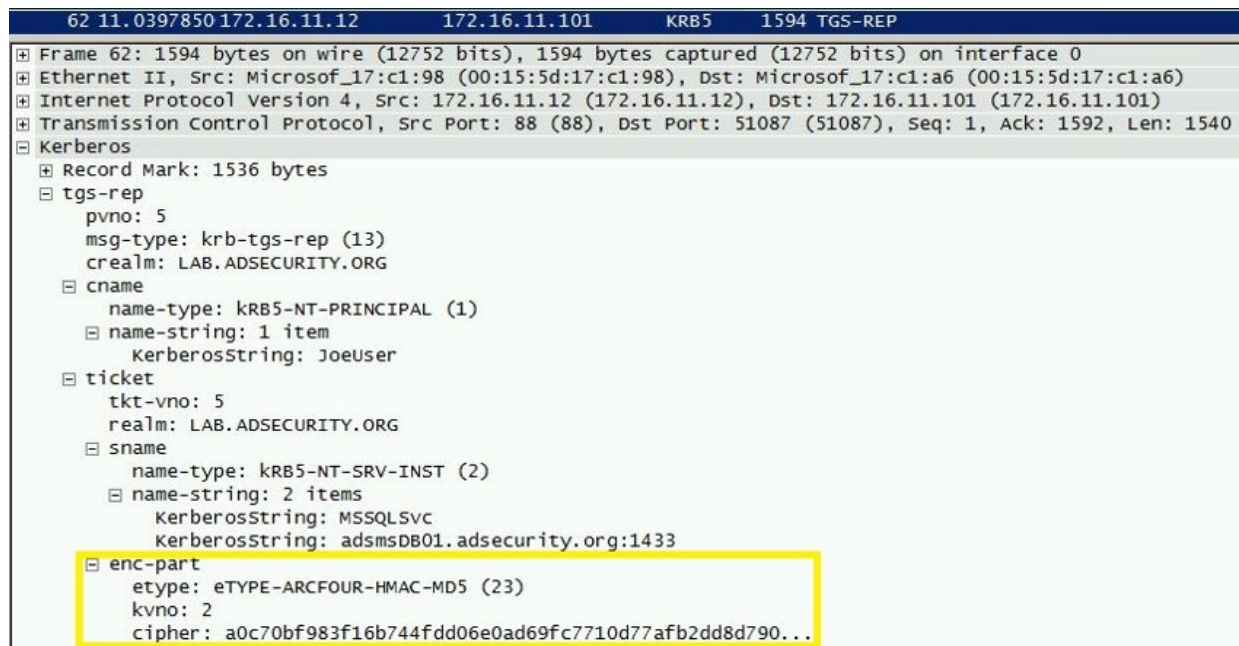 62 11.0397850 172.16.11.12 172.16.11.101 KRB5 1594 TGS-REP
Frame 62: 1594 bytes on wire (12752 bits), 1594 bytes captured (12752 bits) on interface 0
Ethernet II, Src: Microsof_17:c1:98 (00:15:5d:17:c1:98), Dst: Microsof_17:c1:a6 (00:15:5d:17:c1:a6)
Internet Protocol Version 4, Src: 172.16.11.12 (172.16.11.12), Dst: 172.16.11.101 (172.16.11.101)
Transmission Control Protocol, Src Port: 88 (88), Dst Port: 51087 (51087), Seq: 1, Ack: 1592, Len: 1540
Kerberos
Record Mark: 1536 bytes
tgs-rep
pvno: 5
msg-type: krb-tgs-rep (13)
crealm: LAB.ADSECURITY.ORG
cname
name-type: kRB5-NT-PRINCIPAL (1)
name-string: 1 item
KerberosString: JoeUser
ticket
tkt-vno: 5
realm: LAB.ADSECURITY.ORG
sname
name-type: kRB5-NT-SRV-INST (2)
name-string: 2 items
KerberosString: MSSQLSvc
KerberosString: adsmsDB01.adsecurity.org:1433
enc-part
etype: eTYPE-ARCFOUR-HMAC-MD5 (23)
kvno: 2
cipher: a0c70bf983f16b744fdd06e0ad69fc7710d77afb2dd8d790...